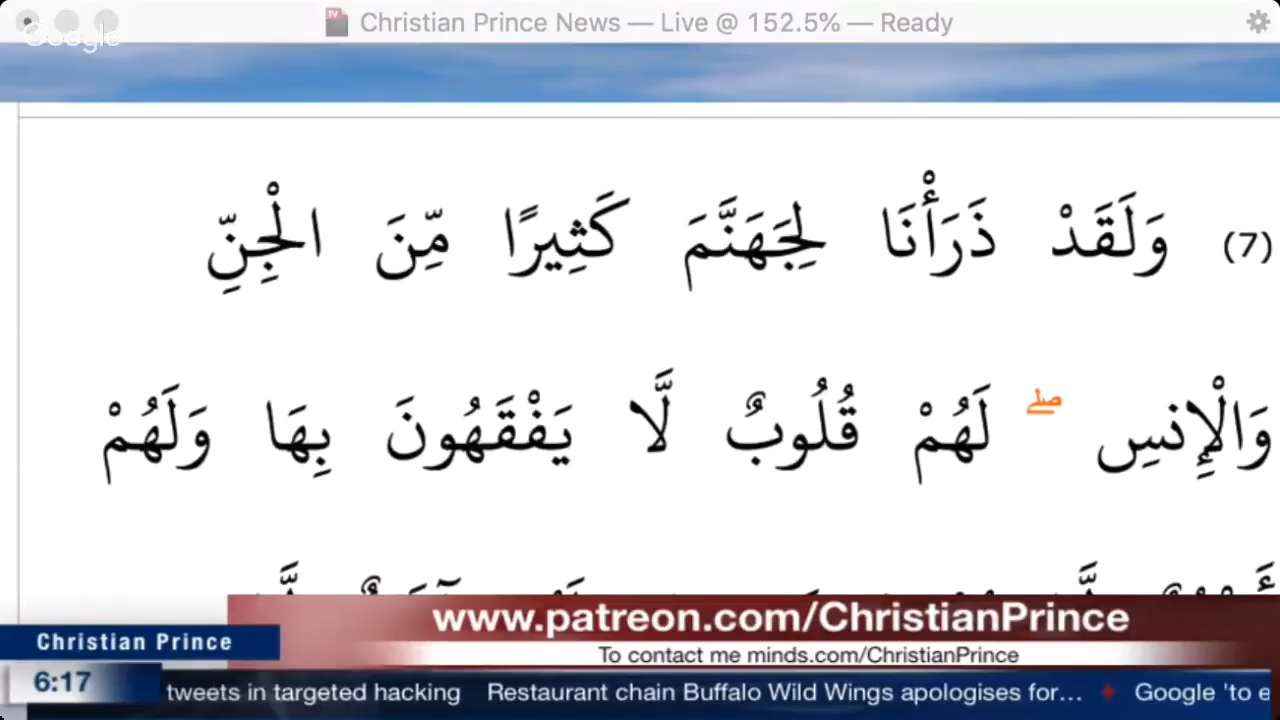 Christian Prince News — Live @ 152.5% — Ready
Google
(7) وَلَقَدْ ذَرَأْنَا لِجَهَنَّمَ كَثِيرًا مِّنَ الْجِنِّ
وَالْإِنسِ ۖ لَهُمْ قُلُوبٌ لَّا يَفْقَهُونَ بِهَا وَلَهُمْ
www.patreon.com/ChristianPrince
Christian Prince
To contact me minds.com/ChristianPrince
6:17 tweets in targeted hacking Restaurant chain Buffalo Wild Wings apologises for... Google 'to e